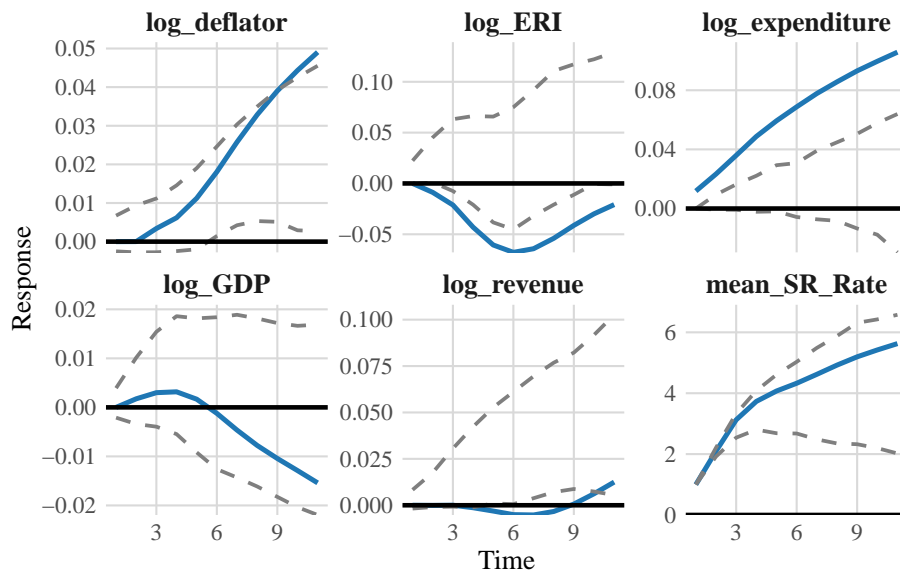 log_deflator
log_ERI
log_expenditure
0.05
0.04
0.03
0.02
0.01
0.00
0.10
0.05
0.00
−0.05
0.08
0.04
0.00
Response
log_GDP
log_revenue
mean_SR_Rate
0.02
0.01
0.00
−0.01
−0.02
0.100
0.075
0.050
0.025
0.000
6
4
2
0
3 6 9
3 6 9
3 6 9
Time